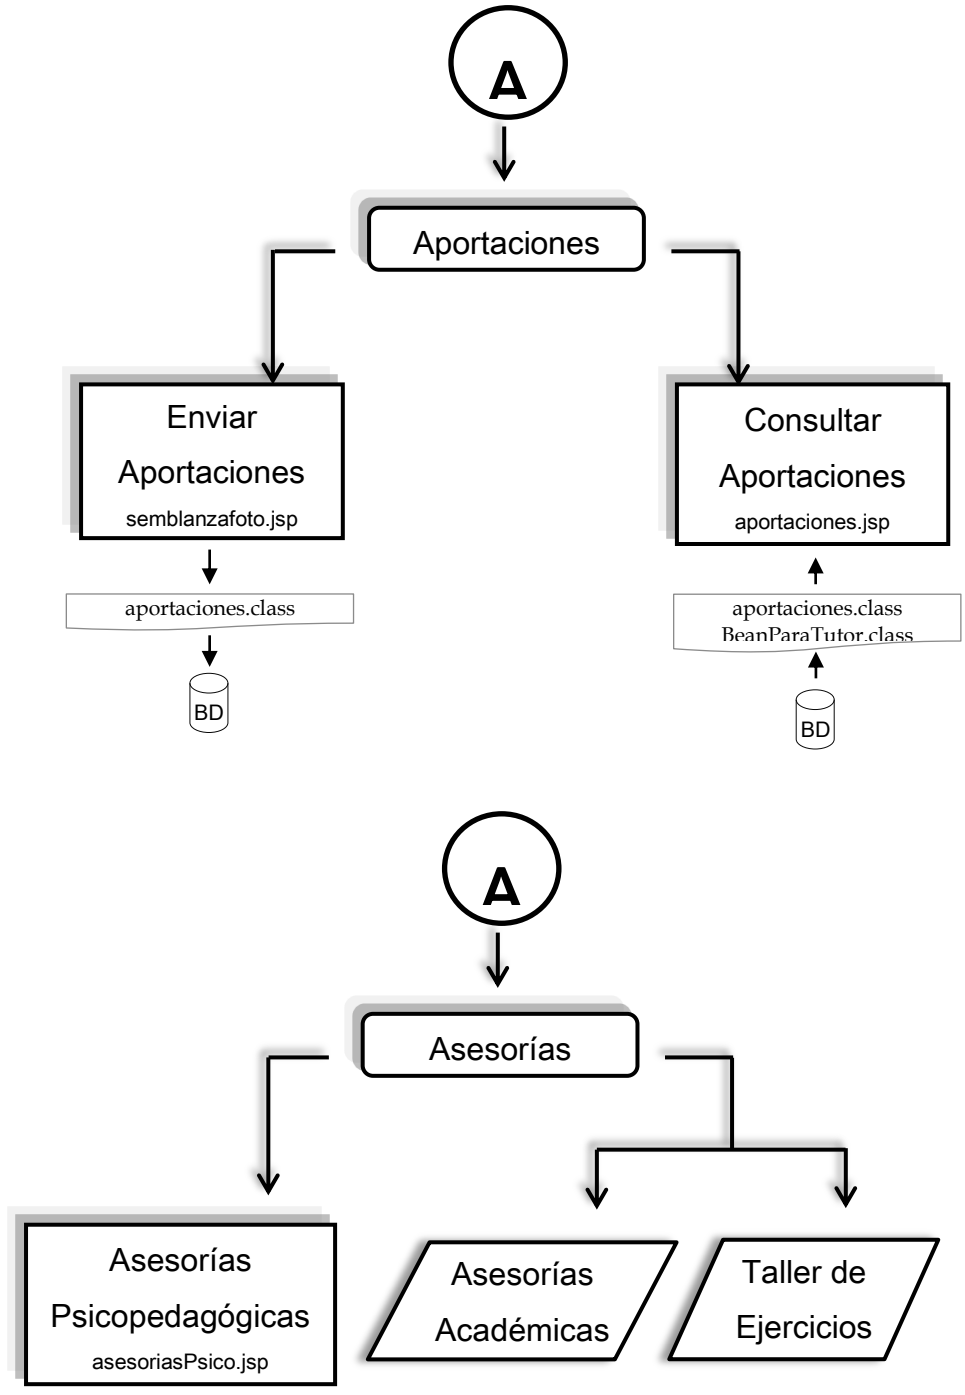 A
Aportaciones
Enviar
Aportaciones
semblanzafoto.jsp
Consultar
Aportaciones
aportaciones.jsp
aportaciones.class
BD
aportaciones.class
BeanParaTutor.class
BD
A
Asesorías
Asesorías
Psicopedagógicas
asesoriasPsico.jsp
Asesorías
Académicas
Taller de
Ejercicios